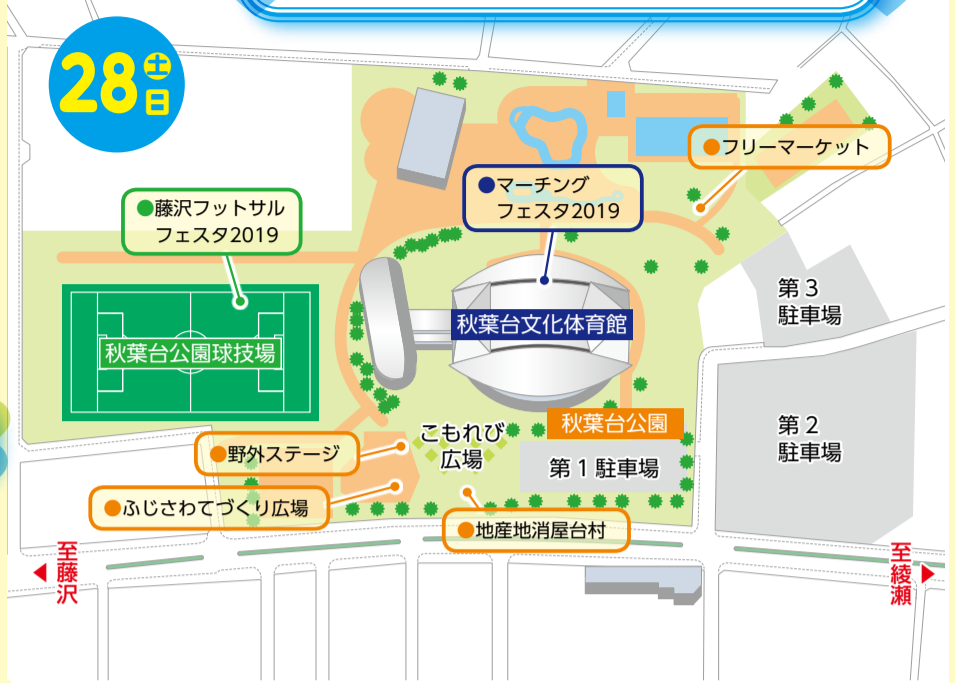 28土日
●フリーマーケット
●マーチング
フェスタ2019
●藤沢フットサル
フェスタ2019
第3
駐車場
秋葉台文化体育館
秋葉台公園球技場
秋葉台公園
こもれび
広場
第2
駐車場
●野外ステージ
第1駐車場
●ふじさわてづくり広場
●地産地消屋台村
至藤沢
至綾瀬